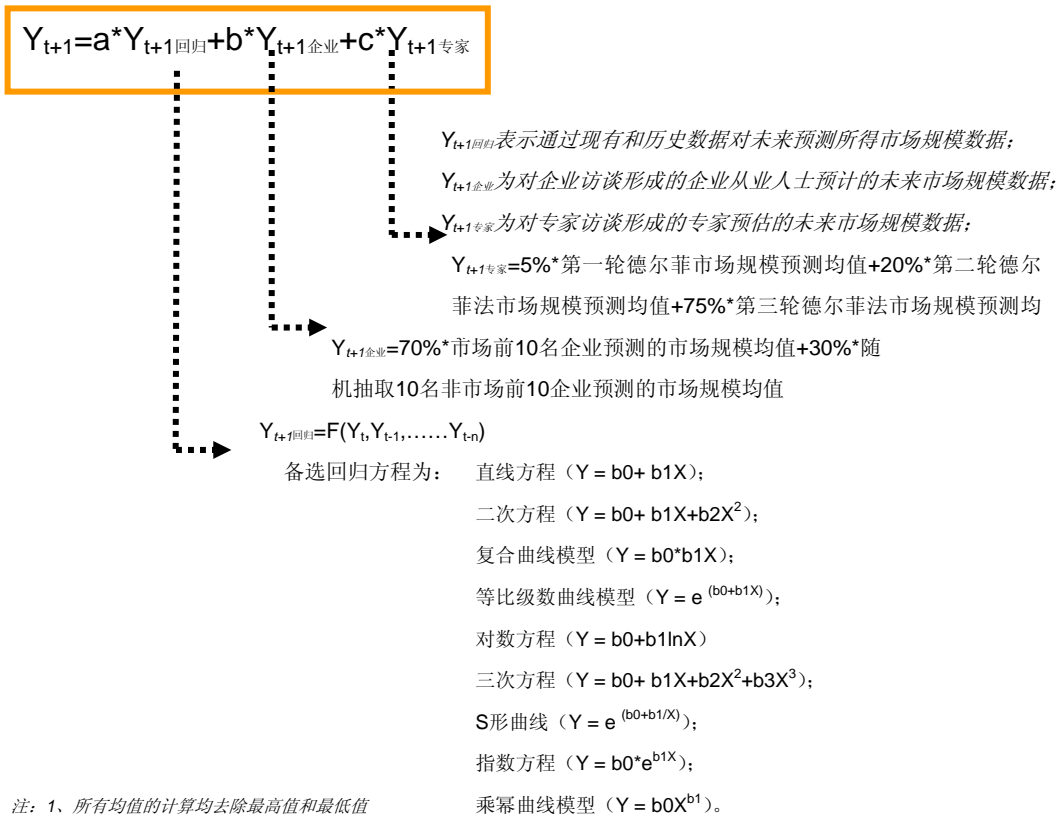 Yt+1=a*Yt+1回归+b*Yt+1企业+c*Yt+1专家
Yt+1回归表示通过现有和历史数据对未来预测所得市场规模数据；
Yt+1企业为对企业访谈形成的企业从业人士预计的未来市场规模数据；
Yt+1专家为对专家访谈形成的专家预估的未来市场规模数据；
Yt+1专家=5%*第一轮德尔菲市场规模预测均值+20%*第二轮德尔
菲法市场规模预测均值+75%*第三轮德尔菲法市场规模预测均
Yt+1企业=70%*市场前10名企业预测的市场规模均值+30%*随
机抽取10名非市场前10企业预测的市场规模均值
Yt+1回归=F(Yt,Yt-1,……Yt-n)
备选回归方程为： 直线方程（Y = b0+ b1X）；
二次方程（Y = b0+ b1X+b2X²）；
复合曲线模型（Y = b0*b1X）；
等比级数曲线模型（Y = e (b0+b1X)）；
对数方程（Y = b0+b1lnX）
三次方程（Y = b0+ b1X+b2X²+b3X³）；
S形曲线（Y = e (b0+b1/X)）；
指数方程（Y = b0*eb1X）；
乘幂曲线模型（Y = b0Xb1）。
注：1、所有均值的计算均去除最高值和最低值